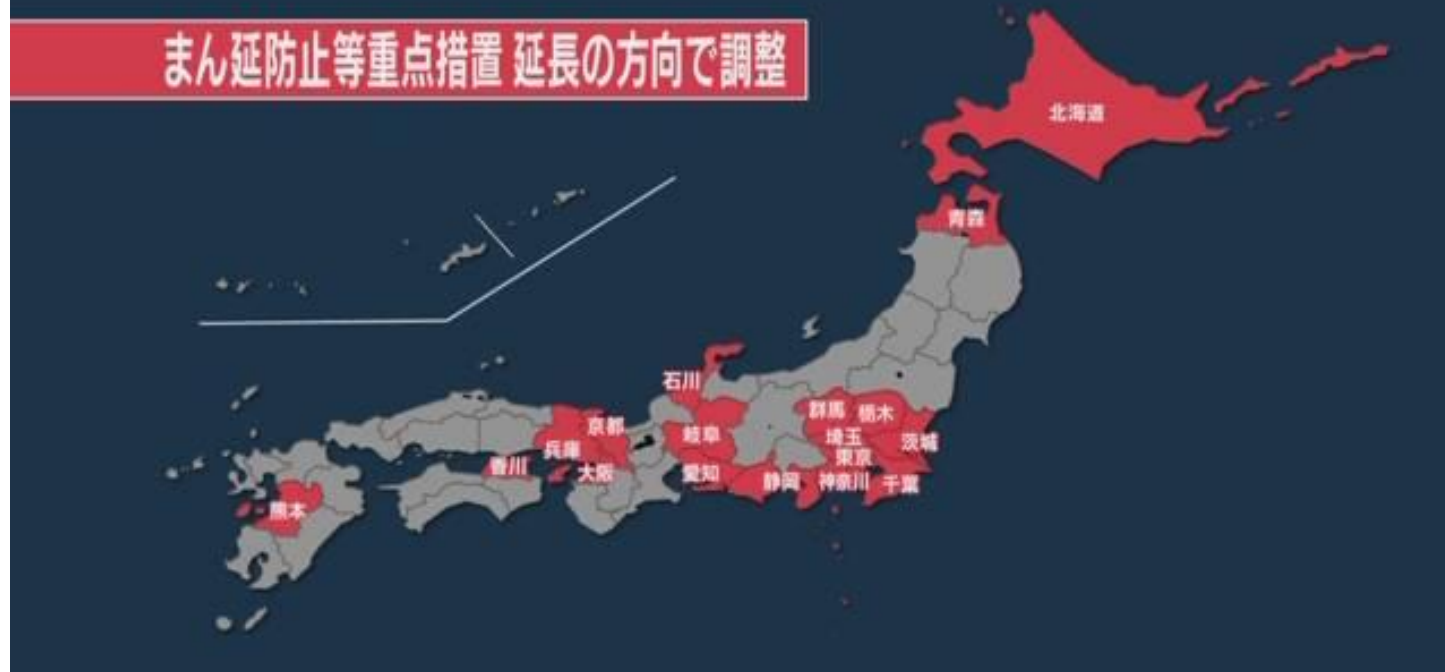 まん延防止等重点措置 延長の方向で調整
北海道
青森
石川
群馬
栃木
京都
岐阜
埼玉
茨城
兵庫
東京
香川
大阪
愛知
静岡
神奈川
千葉
熊本